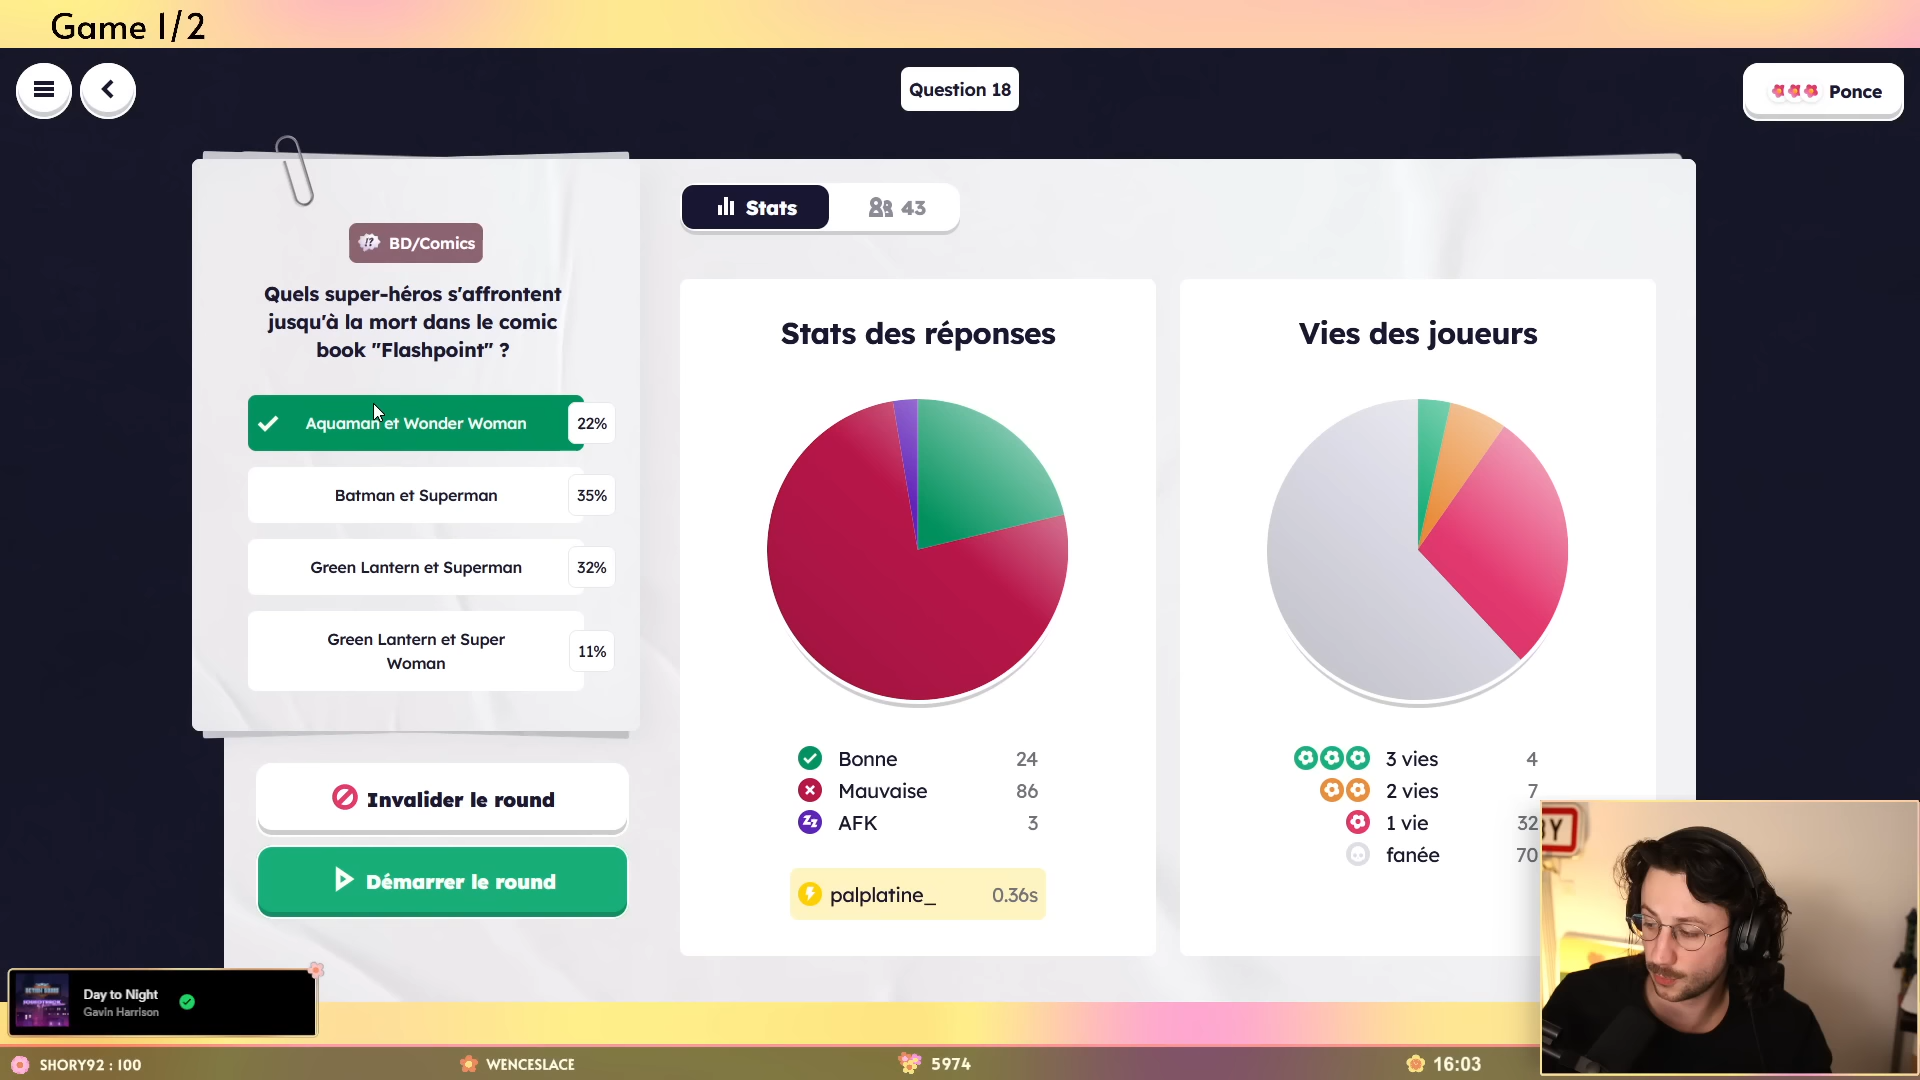 Game 1/2
Question 18
Ponce
BD/Comics
Quels super-héros s'affrontent
jusqu'à la mort dans le comic
book "Flashpoint" ?
Aquaman et Wonder Woman
22%
Batman et Superman
35%
Green Lantern et Superman
32%
Green Lantern et Super
Woman
11%
Invalider le round
Démarrer le round
Stats
43
Stats des réponses
Bonne 24
Mauvaise 86
AFK 3
palplatine_ 0.36s
Vies des joueurs
3 vies 4
2 vies 7
1 vie 32
fanée 70
Day to Night
Gavin Harrison
SHORY92 : 100
WENCESLACE
5974
16:03